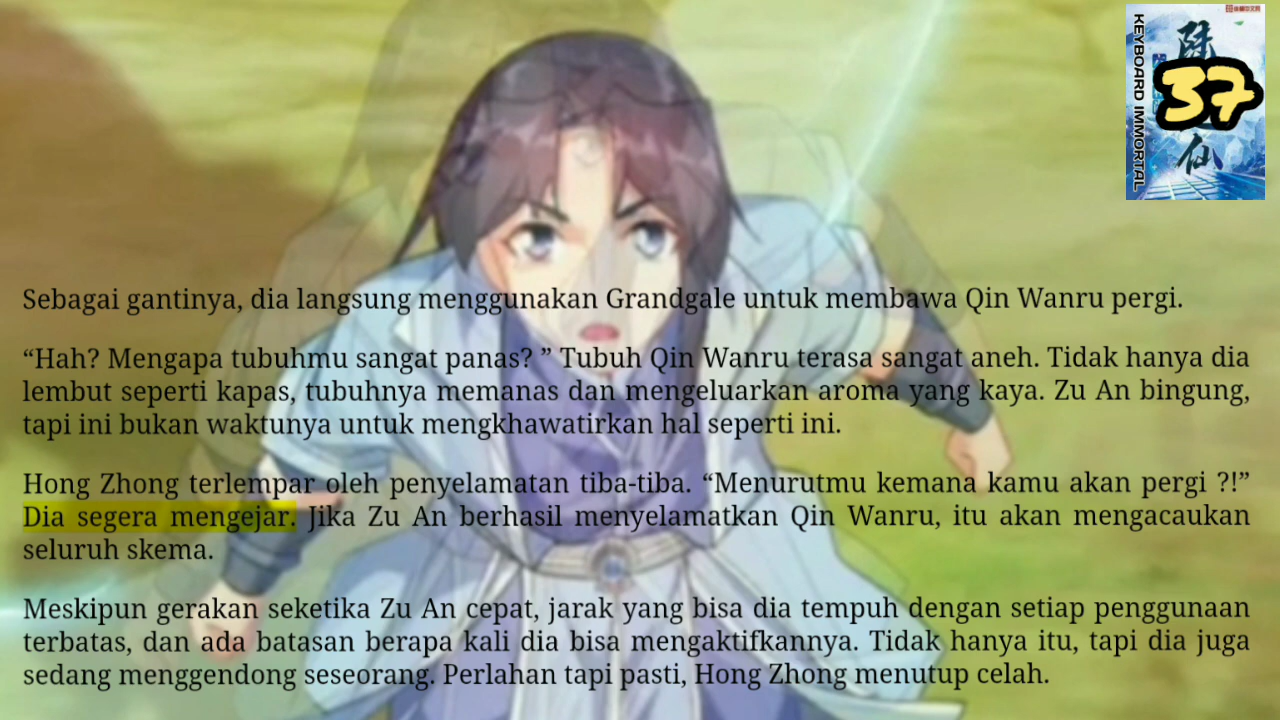 KEYBOARD IMMORTAL
37
仙
Sebagai gantinya, dia langsung menggunakan Grandgale untuk membawa Qin Wanru pergi.
“Hah? Mengapa tubuhmu sangat panas? ” Tubuh Qin Wanru terasa sangat aneh. Tidak hanya dia
lembut seperti kapas, tubuhnya memanas dan mengeluarkan aroma yang kaya. Zu An bingung,
tapi ini bukan waktunya untuk mengkhawatirkan hal seperti ini.
Hong Zhong terlempar oleh penyelamatan tiba-tiba. “Menurutmu kemana kamu akan pergi ?!”
Dia segera mengejar. Jika Zu An berhasil menyelamatkan Qin Wanru, itu akan mengacaukan
seluruh skema.
Meskipun gerakan seketika Zu An cepat, jarak yang bisa dia tempuh dengan setiap penggunaan
terbatas, dan ada batasan berapa kali dia bisa mengaktifkannya. Tidak hanya itu, tapi dia juga
sedang menggendong seseorang. Perlahan tapi pasti, Hong Zhong menutup celah.